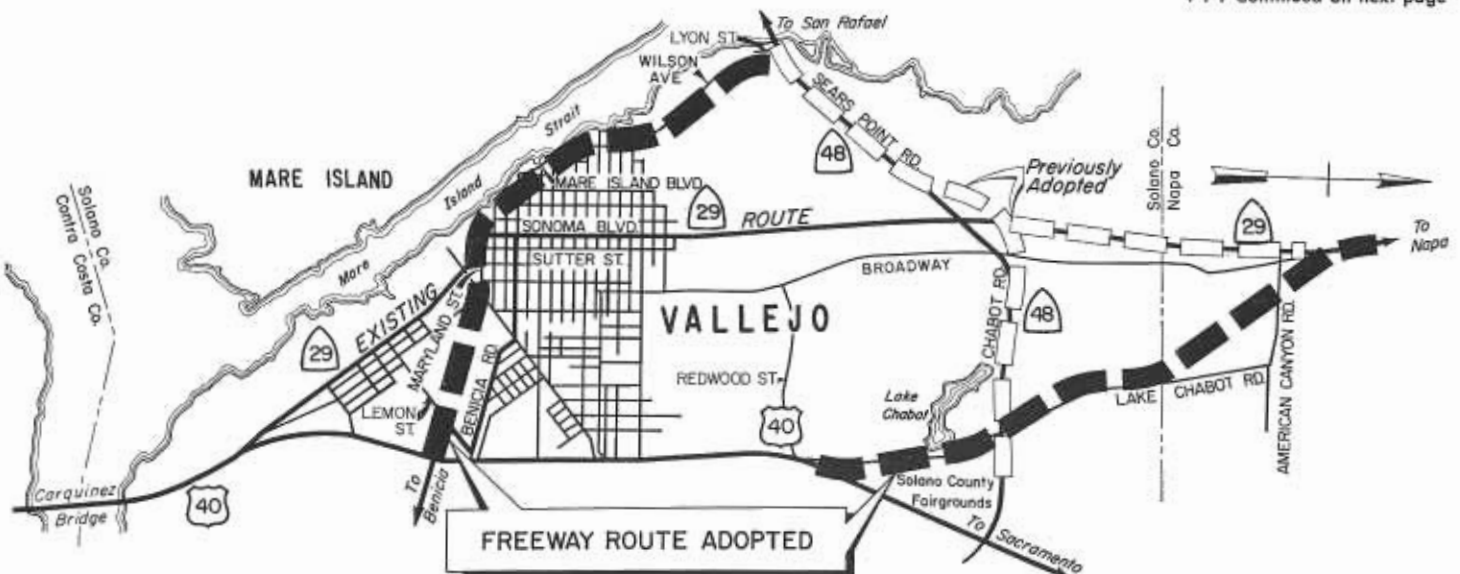 Continued on next page
To San Rafael
LYON ST.
WILSON
AVE
SEARS POINT RD.
48
Mare Island Strait
MARE ISLAND
Solano Co.
Contra Costa Co.
MARE ISLAND BLVD.
29
ROUTE
SONOMA BLVD.
SUTTER ST.
Previously
Adopted
Solano Co.
Napa Co.
29
To
Napa
BROADWAY
EXISTING
29
MARYLAND ST.
VALLEJO
CHABOT RD.
48
BENICIA RD.
REDWOOD ST.
Lake
Chabot
LAKE CHABOT RD.
AMERICAN CANYON RD.
LEMON
ST.
40
Carquinez
Bridge
40
To
Benicia
Solano County
Fairgrounds
To Sacramento
FREEWAY ROUTE ADOPTED